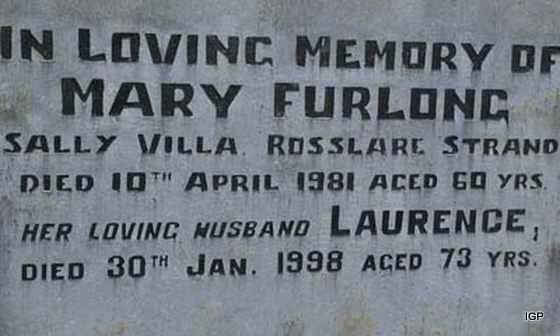 IN LOVING MEMORY OF
MARY FURLONG
SALLY VILLA. ROSSLARE STRAND
DIED 10TH APRIL 1981 AGED 60 YRS.
HER LOVING HUSBAND LAURENCE,
DIED 30TH JAN. 1998 AGED 73 YRS.
IGP